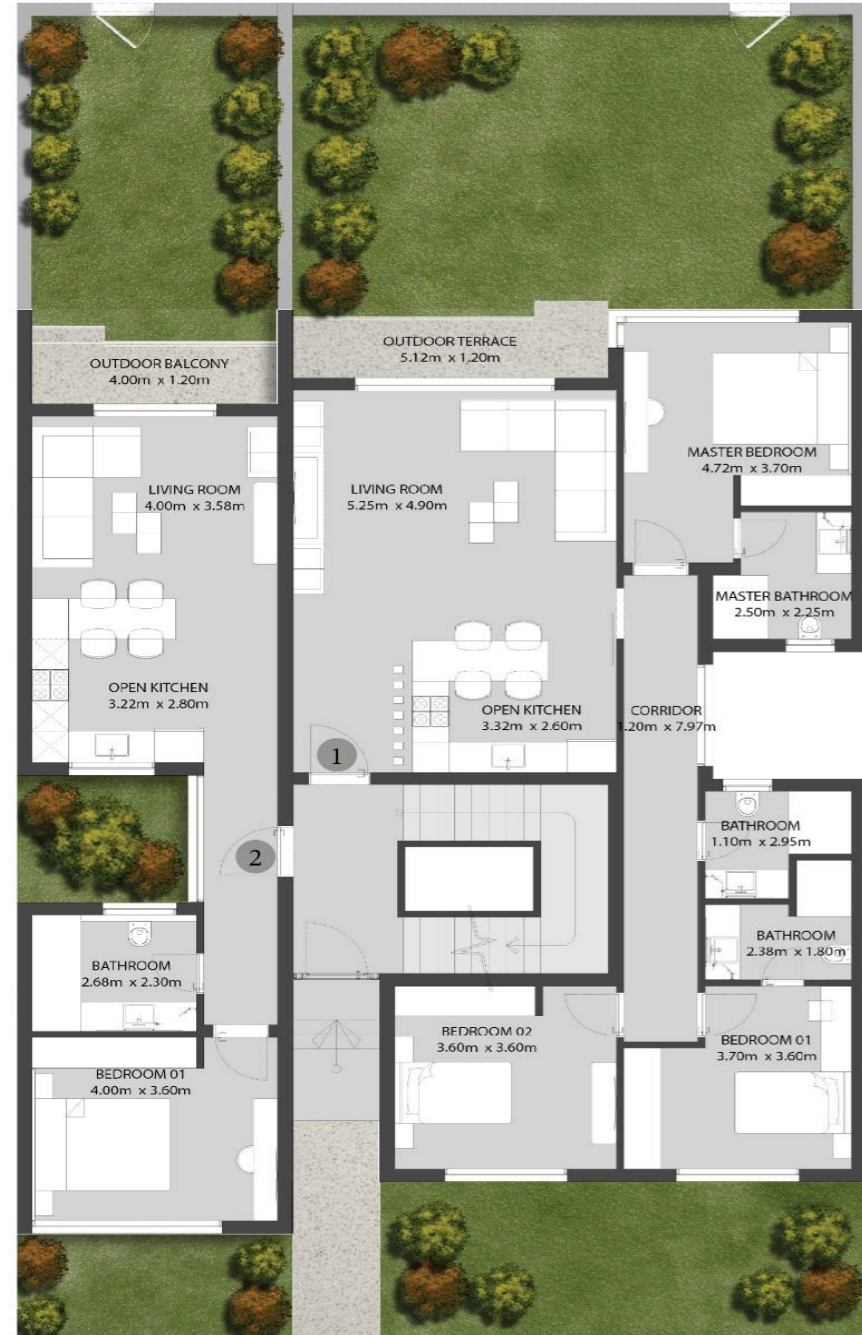 OUTDOOR BALCONY
4.00m x 1.20m
OUTDOOR TERRACE
5.12m x 1.20m
MASTER BEDROOM
4.72m x 3.70m
LIVING ROOM
4.00m x 3.58m
LIVING ROOM
5.25m x 4.90m
MASTER BATHROOM
2.50m x 2.25m
OPEN KITCHEN
3.22m x 2.80m
OPEN KITCHEN
3.32m x 2.60m
CORRIDOR
1.20m x 7.97m
1
2
BATHROOM
1.10m x 2.95m
BATHROOM
2.38m x 1.80m
BATHROOM
2.68m x 2.30m
BEDROOM 02
3.60m x 3.60m
BEDROOM 01
3.70m x 3.60m
BEDROOM 01
4.00m x 3.60m